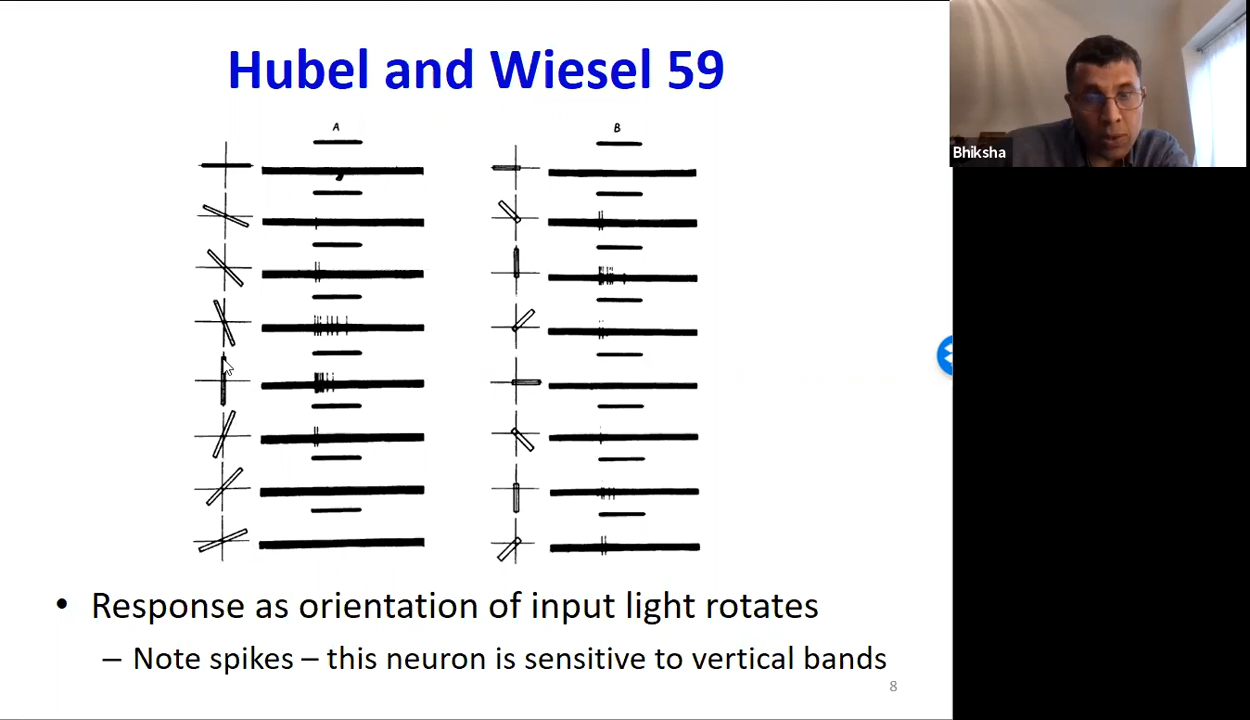 Hubel and Wiesel 59
A
B
Bhiksha
• Response as orientation of input light rotates
– Note spikes – this neuron is sensitive to vertical bands
8